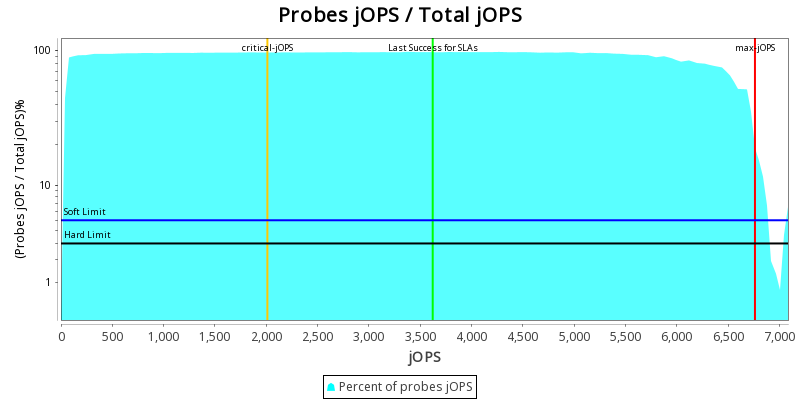 Probes jOPS / Total jOPS
critical-jOPS
Last Success for SLAs
max-jOPS
(Probes jOPS / Total jOPS)%
100
10
1
Soft Limit
Hard Limit
0
500
1,000
1,500
2,000
2,500
3,000
3,500
4,000
4,500
5,000
5,500
6,000
6,500
7,000
jOPS
Percent of probes jOPS